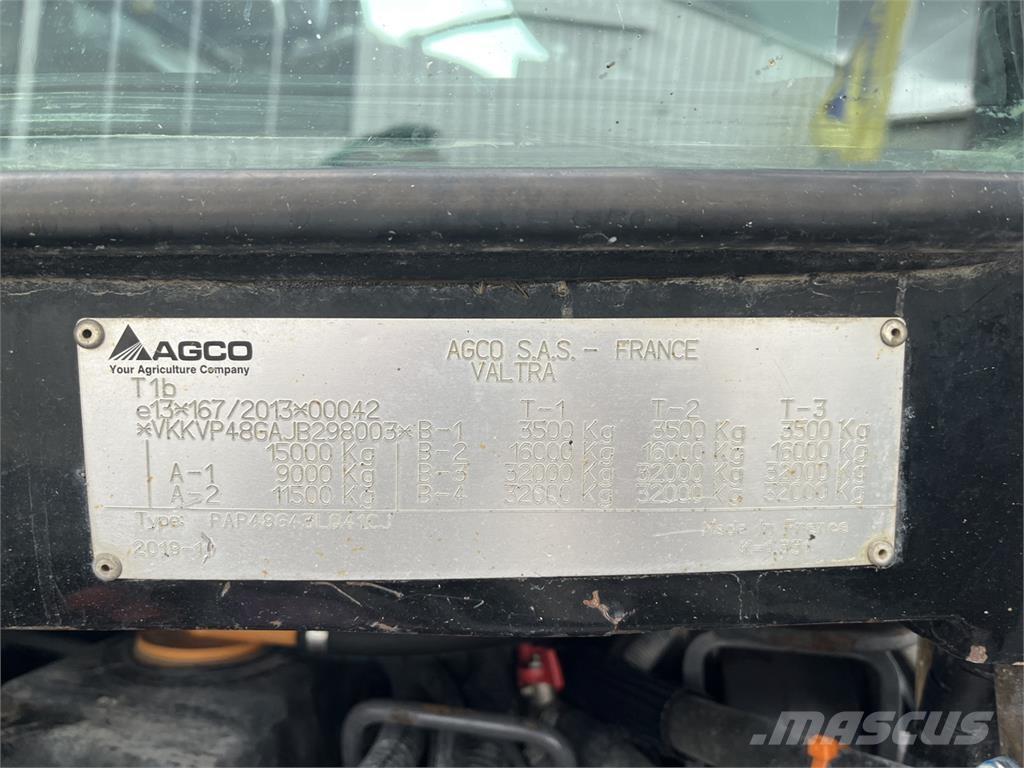 AGCO
Your Agriculture Company
AGCO S.A.S. - FRANCE
VALTRA
T1b
e13*167/2013*00042 T-1 T-2 T-3
*VKKVP48GAJB298003* B-1 3500 Kg 3500 Kg 3500 Kg
15000 Kg B-2 16000 Kg 16000 Kg 16000 Kg
A-1 9000 Kg B-3 32000 Kg 32000 Kg 32000 Kg
A-2 11500 Kg B-4 32000 Kg 32000 Kg 32000 Kg
Type: Made in France
MASCUS